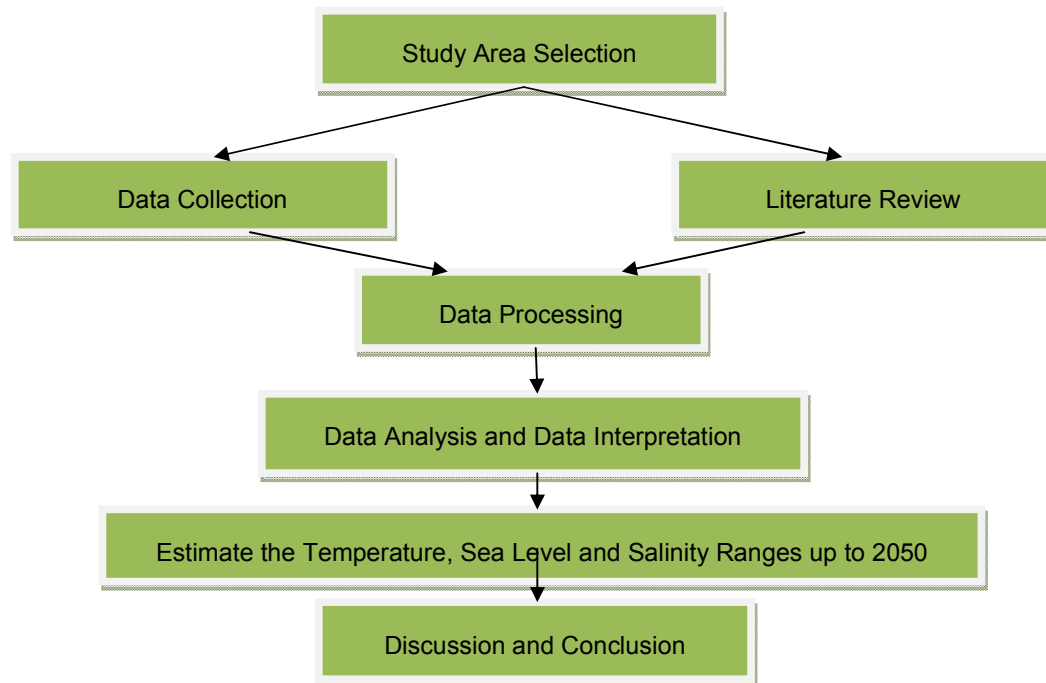 Study Area Selection
Data Collection
Literature Review
Data Processing
Data Analysis and Data Interpretation
Estimate the Temperature, Sea Level and Salinity Ranges up to 2050
Discussion and Conclusion